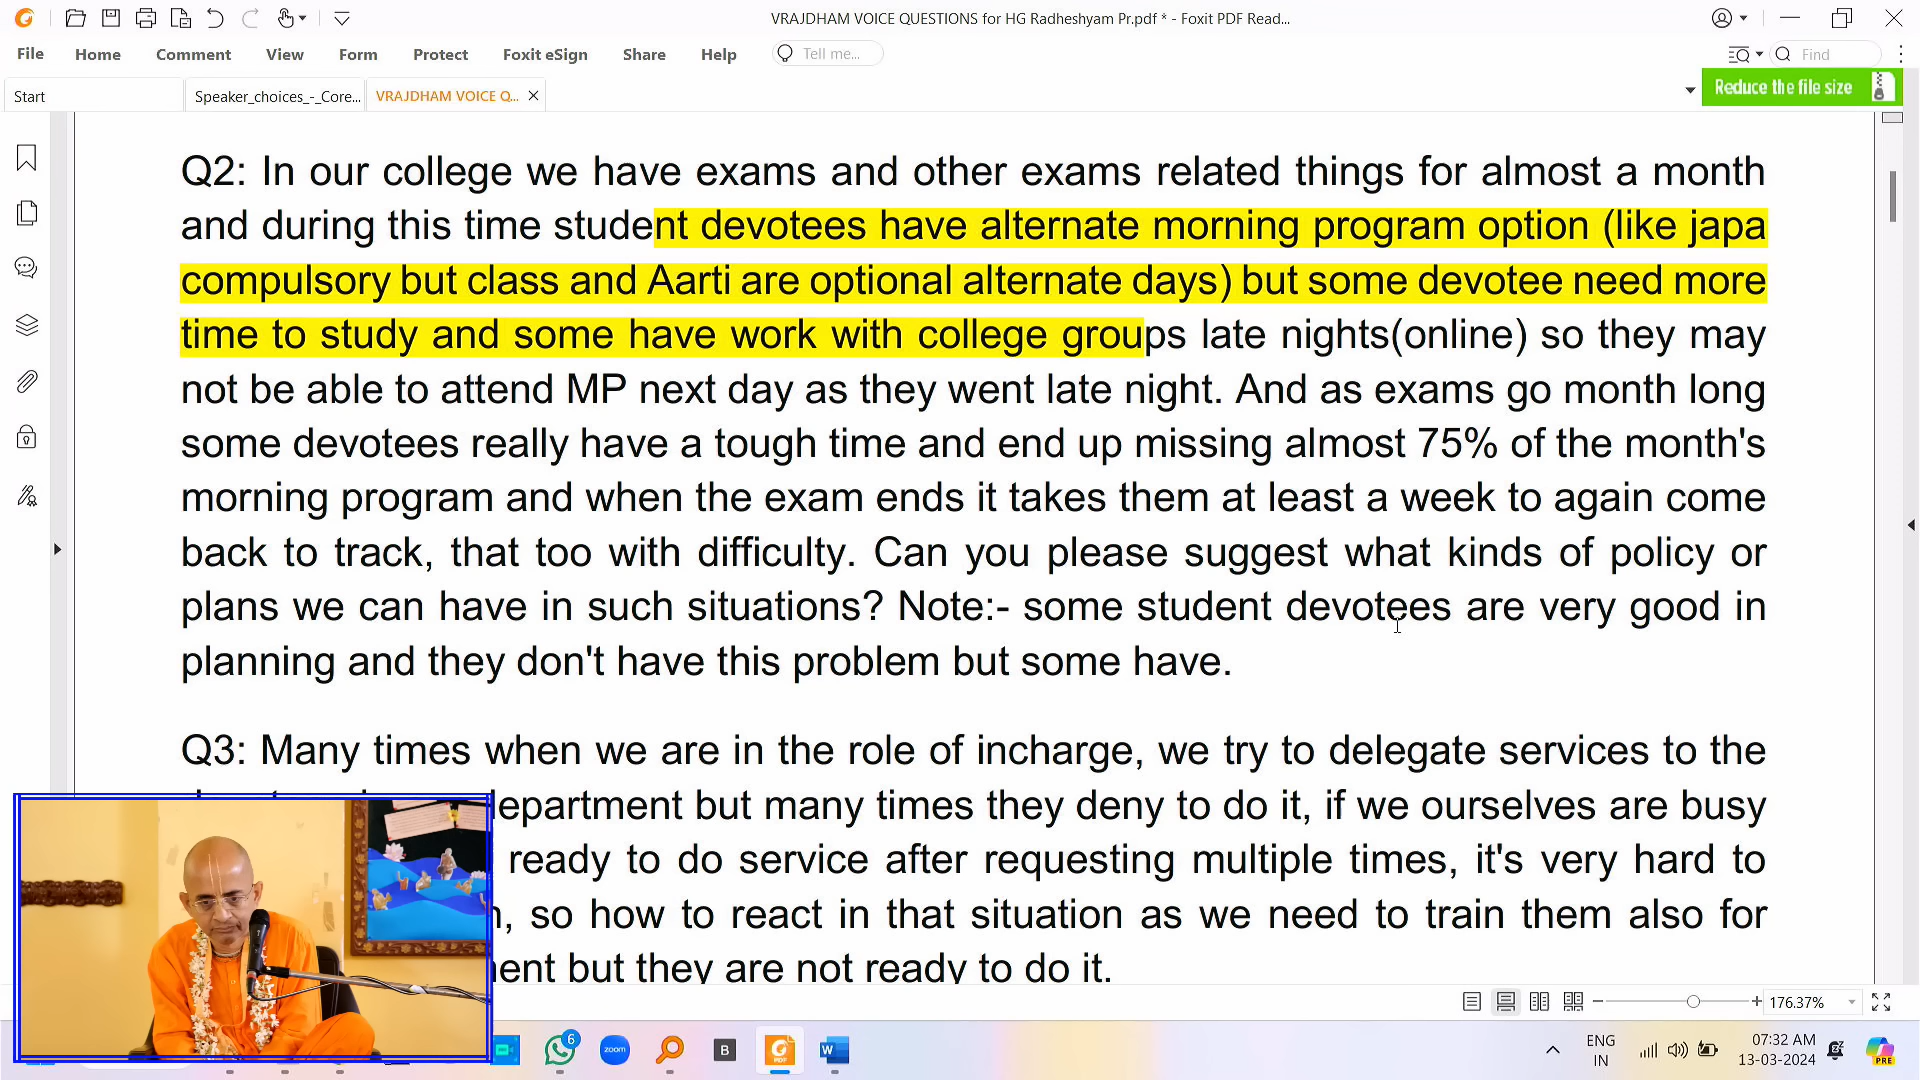 VRAJDHAM VOICE QUESTIONS for HG Radheshyam Pr.pdf * - Foxit PDF Read...
File Home Comment View Form Protect Foxit eSign Share Help Tell me... Find
Start Speaker_choices_-_Core... VRAJDHAM VOICE Q... Reduce the file size
Q2: In our college we have exams and other exams related things for almost a month
and during this time student devotees have alternate morning program option (like japa
compulsory but class and Aarti are optional alternate days) but some devotee need more
time to study and some have work with college groups late nights(online) so they may
not be able to attend MP next day as they went late night. And as exams go month long
some devotees really have a tough time and end up missing almost 75% of the month's
morning program and when the exam ends it takes them at least a week to again come
back to track, that too with difficulty. Can you please suggest what kinds of policy or
plans we can have in such situations? Note:- some student devotees are very good in
planning and they don't have this problem but some have.
Q3: Many times when we are in the role of incharge, we try to delegate services to the
department but many times they deny to do it, if we ourselves are busy
ready to do service after requesting multiple times, it's very hard to
, so how to react in that situation as we need to train them also for
ent but they are not ready to do it.
176.37%
6 zoom B PDF W ENG 07:32 AM
IN 13-03-2024 PRE